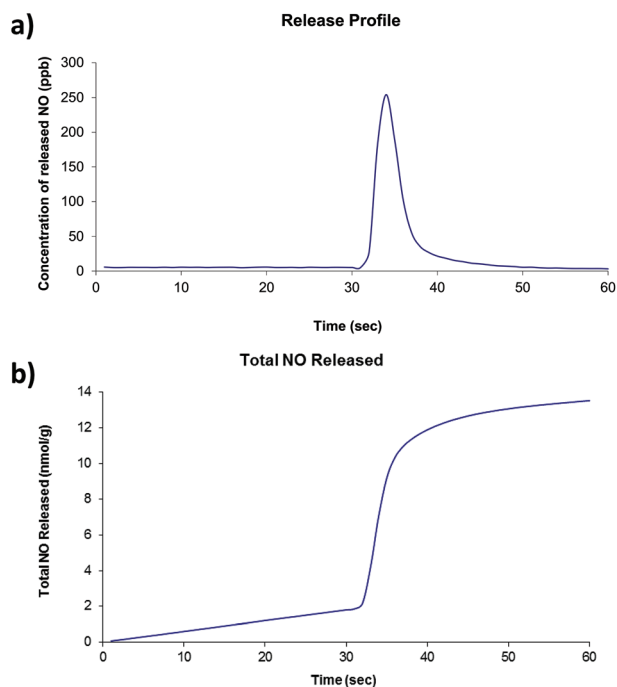 a)
Release Profile
Concentration of released NO (ppb)
300
250
200
150
100
50
0
0 10 20 30 40 50 60
Time (sec)
b)
Total NO Released
Total NO Released (nmol/g)
14
12
10
8
6
4
2
0
0 10 20 30 40 50 60
Time (sec)